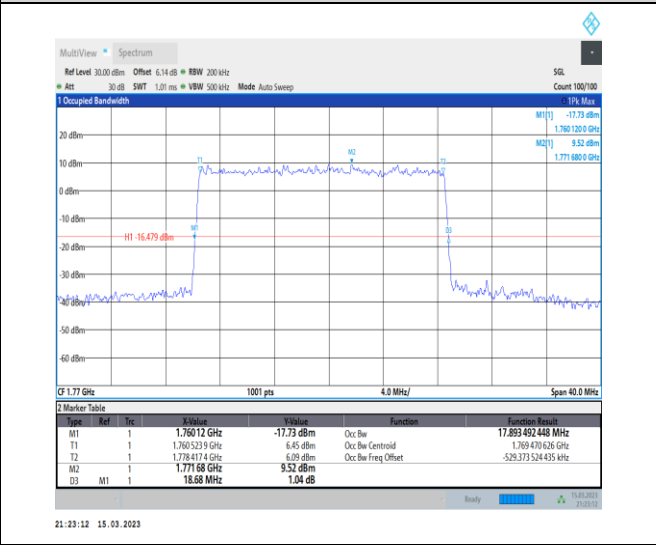 MultiView Spectrum
Ref Level 30.00 dBm Offset 6.14 dB RBW 200 kHz SGL
Att 30 dB SWT 1.01 ms VBW 500 kHz Mode Auto Sweep Count 100/100
1 Occupied Bandwidth 1Pk Max
M1[1] -17.73 dBm
1.760 120 0 GHz
M2[1] 9.52 dBm
1.771 680 0 GHz
20 dBm
10 dBm
T1 M2 T2
0 dBm
-10 dBm
M1 D3
H1 -16.479 dBm
-20 dBm
-30 dBm
-40 dBm
-50 dBm
-60 dBm
CF 1.77 GHz 1001 pts 4.0 MHz/ Span 40.0 MHz
2 Marker Table
Type Ref Trc X-Value Y-Value Function Function Result
M1 1 1.76012 GHz -17.73 dBm Occ Bw 17.893 492 448 MHz
T1 1 1.760 523 9 GHz 6.45 dBm Occ Bw Centroid 1.769 470 626 GHz
T2 1 1.778 417 4 GHz 6.09 dBm Occ Bw Freq Offset -529.373 524 435 kHz
M2 1 1.771 68 GHz 9.52 dBm
D3 M1 1 18.68 MHz 1.04 dB
Ready 15.03.2023
21:23:12
21:23:12 15.03.2023